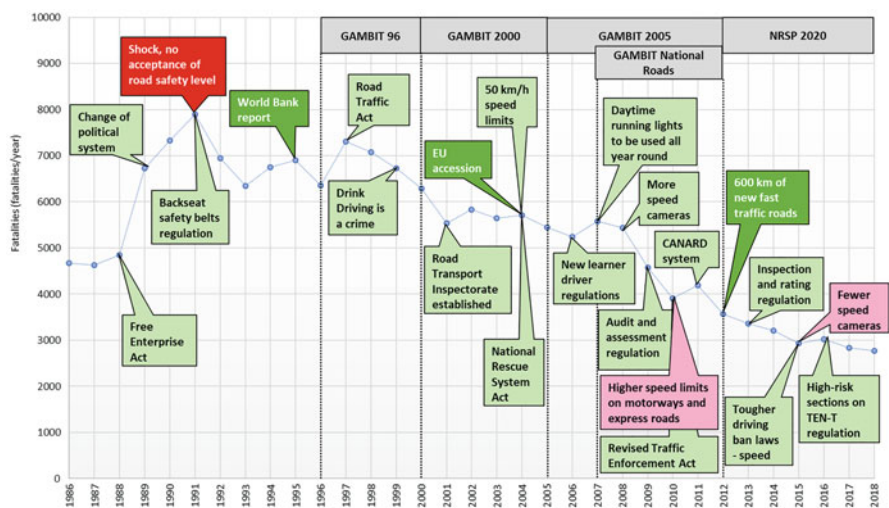 GAMBIT 96
GAMBIT 2000
GAMBIT 2005
NRSP 2020
GAMBIT National
Roads
Fatalities (fatalities/year)
10000
9000
8000
7000
6000
5000
4000
3000
2000
1000
0
Shock, no
acceptance of
road safety level
Change of
political
system
World Bank
report
Road
Traffic
Act
50 km/h
speed
limits
Daytime
running lights
to be used all
year round
EU
accession
More
speed
cameras
600 km of
new fast
traffic roads
Backseat
safety belts
regulation
Drink
Driving is
a crime
CANARD
system
Road
Transport
Inspectorate
established
New learner
driver
regulations
Inspection
and rating
regulation
Fewer
speed
cameras
Free
Enterprise
Act
National
Rescue
System
Act
Audit and
assessment
regulation
Higher speed limits
on motorways and
express roads
Revised Traffic
Enforcement Act
Tougher
driving
ban laws
- speed
High-risk
sections on
TEN-T
regulation
1986
1987
1988
1989
1990
1991
1992
1993
1994
1995
1996
1997
1998
1999
2000
2001
2002
2003
2004
2005
2006
2007
2008
2009
2010
2011
2012
2013
2014
2015
2016
2017
2018